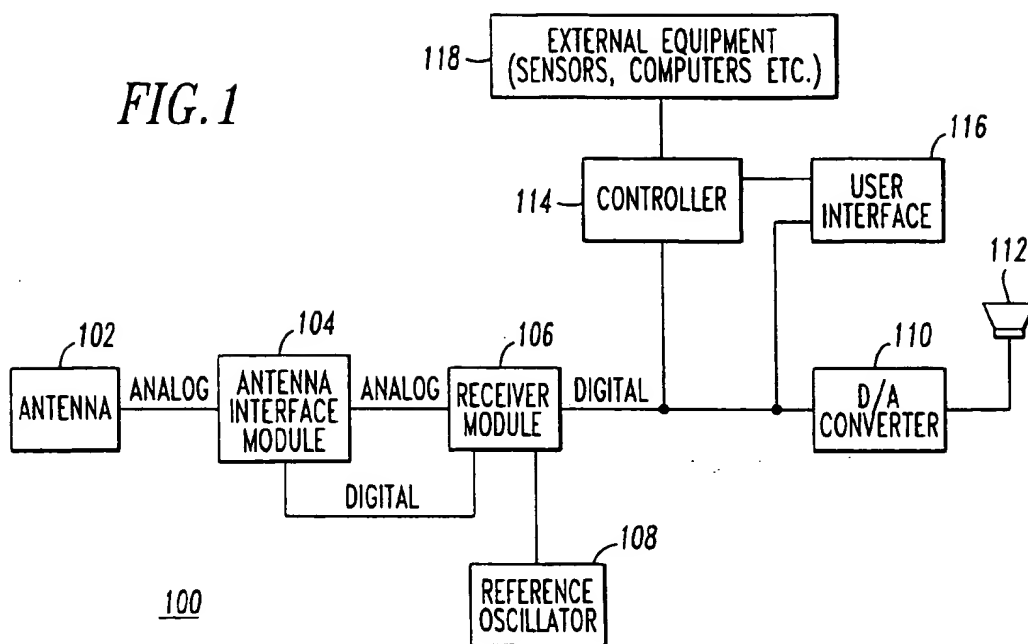 FIG. 1
118
EXTERNAL EQUIPMENT
(SENSORS, COMPUTERS ETC.)
114
CONTROLLER
116
USER
INTERFACE
112
102
ANTENNA
ANALOG
104
ANTENNA
INTERFACE
MODULE
ANALOG
106
RECEIVER
MODULE
DIGITAL
110
D/A
CONVERTER
DIGITAL
108
REFERENCE
OSCILLATOR
100